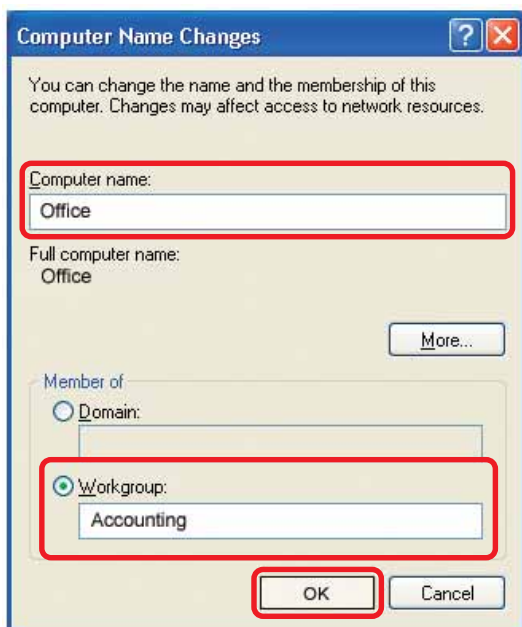 Computer Name Changes
You can change the name and the membership of this
computer. Changes may affect access to network resources.
Computer name:
Office
Full computer name:
Office
More...
Member of
Domain:
Workgroup:
Accounting
OK
Cancel